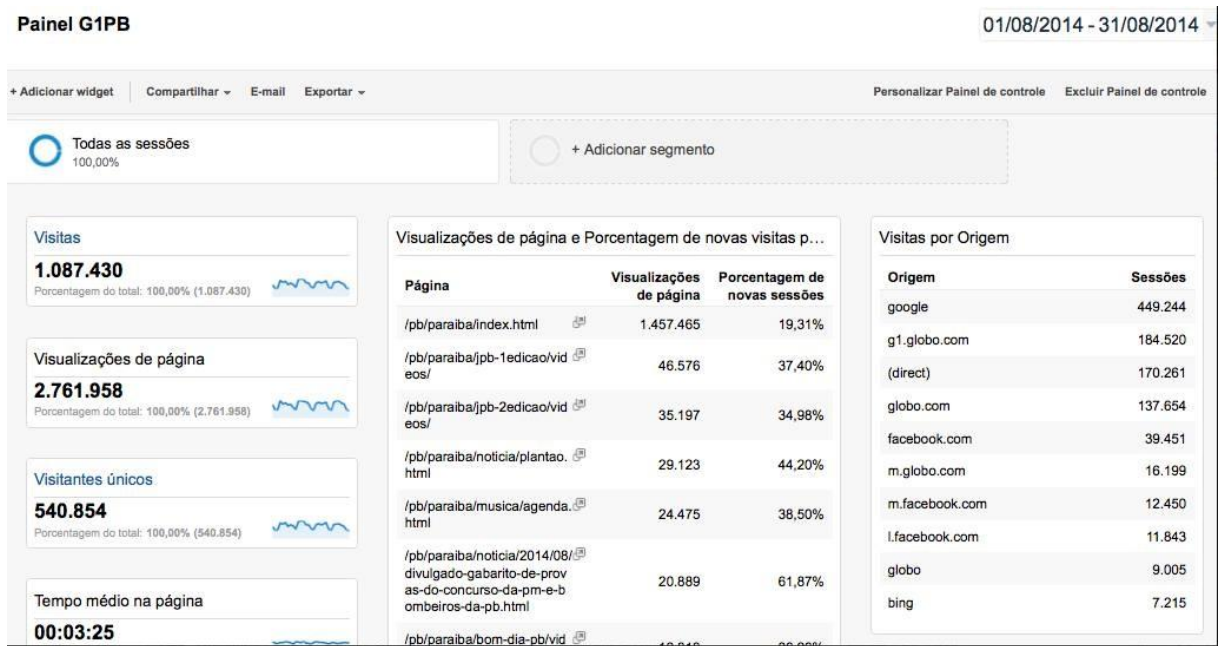 Painel G1PB
01/08/2014 - 31/08/2014
+ Adicionar widget
Compartilhar
E-mail
Exportar
Personalizar Painel de controle
Excluir Painel de controle
Todas as sessões
100,00%
+ Adicionar segmento
Visitas
1.087.430
Porcentagem do total: 100,00% (1.087.430)
Visualizações de página
2.761.958
Porcentagem do total: 100,00% (2.761.958)
Visitantes únicos
540.854
Porcentagem do total: 100,00% (540.854)
Tempo médio na página
00:03:25
Visualizações de página e Porcentagem de novas visitas p...
Página
Visualizações
de página
Porcentagem de
novas sessões
/pb/paraiba/index.html 1.457.465 19,31%
/pb/paraiba/jpb-1edicao/vid
eos/
46.576 37,40%
/pb/paraiba/jpb-2edicao/vid
eos/
35.197 34,98%
/pb/paraiba/noticia/plantao.
html
29.123 44,20%
/pb/paraiba/musica/agenda.
html
24.475 38,50%
/pb/paraiba/noticia/2014/08/
divulgado-gabarito-de-prov
as-do-concurso-da-pm-e-b
ombeiros-da-pb.html
20.889 61,87%
/pb/paraiba/bom-dia-pb/vid
Visitas por Origem
Origem Sessões
google 449.244
g1.globo.com 184.520
(direct) 170.261
globo.com 137.654
facebook.com 39.451
m.globo.com 16.199
m.facebook.com 12.450
l.facebook.com 11.843
globo 9.005
bing 7.215